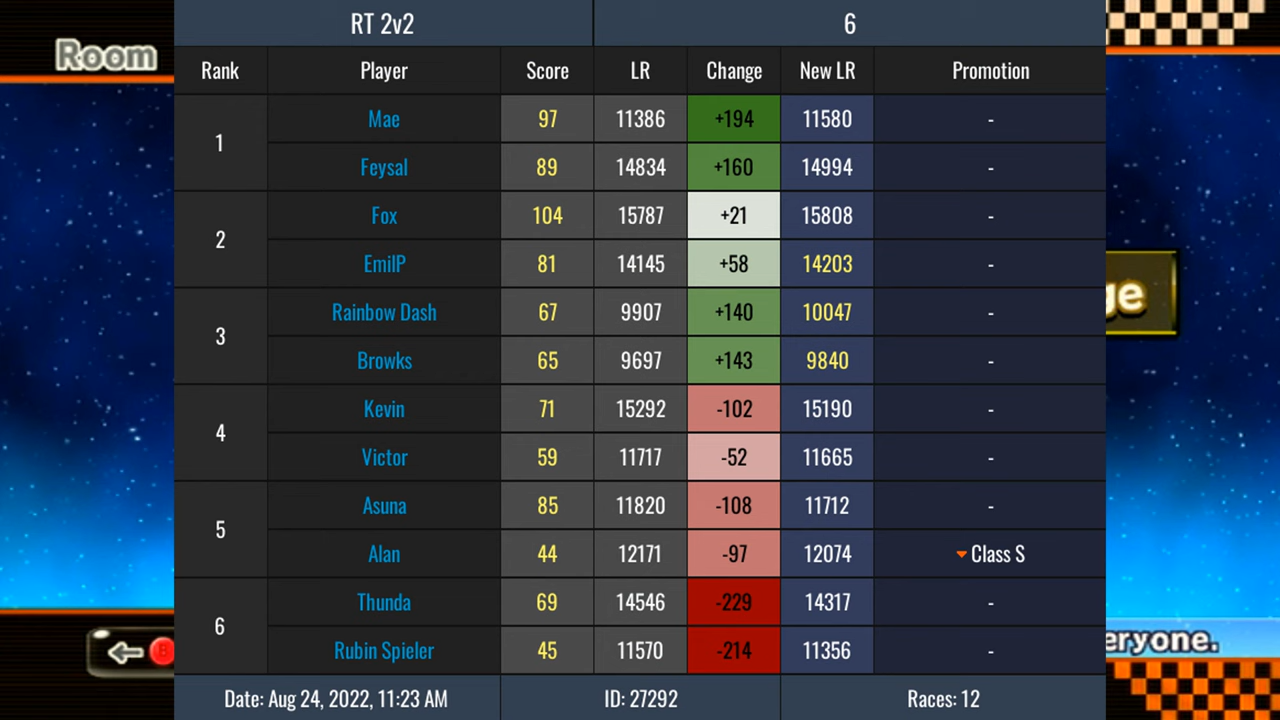 RT 2v2 6
Room
Rank Player Score LR Change New LR Promotion
1
Mae 97 11386 +194 11580 -
Feysal 89 14834 +160 14994 -
2
Fox 104 15787 +21 15808 -
EmilP 81 14145 +58 14203 -
3
Rainbow Dash 67 9907 +140 10047 -
Browks 65 9697 +143 9840 -
4
Kevin 71 15292 -102 15190 -
Victor 59 11717 -52 11665 -
5
Asuna 85 11820 -108 11712 -
Alan 44 12171 -97 12074 Class S
6
Thunda 69 14546 -229 14317 -
Rubin Spieler 45 11570 -214 11356 -
Date: Aug 24, 2022, 11:23 AM ID: 27292 Races: 12
ge
B
eryone.